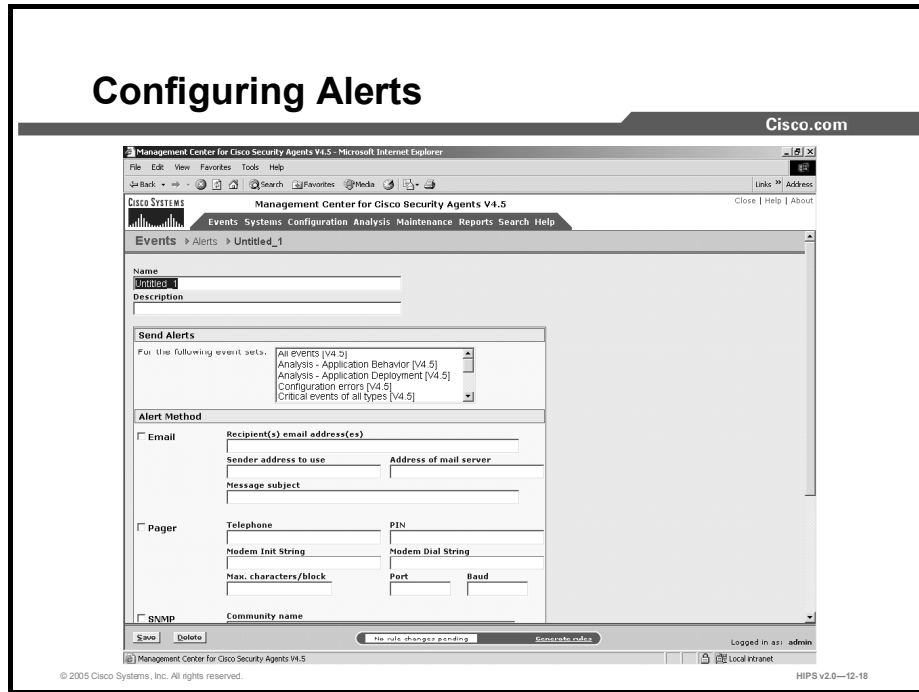 Configuring Alerts
Cisco.com
Management Center for Cisco Security Agents V4.5 - Microsoft Internet Explorer
File Edit View Favorites Tools Help
Back Search Favorites Media Links » Address
CISCO SYSTEMS
Management Center for Cisco Security Agents V4.5
Close | Help | About
Events Systems Configuration Analysis Maintenance Reports Search Help
Events Alerts Untitled_1
Name
Untitled_1
Description
Send Alerts
For the following event sets.
All events [V4.5]
Analysis - Application Behavior [V4.5]
Analysis - Application Deployment [V4.5]
Configuration errors [V4.5]
Critical events of all types [V4.5]
Alert Method
Email
Recipient(s) email address(es)
Sender address to use Address of mail server
Message subject
Pager
Telephone PIN
Modem Init String Modem Dial String
Max. characters/block Port Baud
SNMP
Community name
Save Delete
No rule changes pending Generate rules
Logged in as: admin
Management Center for Cisco Security Agents V4.5
Local intranet
© 2005 Cisco Systems, Inc. All rights reserved.
HIPS v2.0—12-18